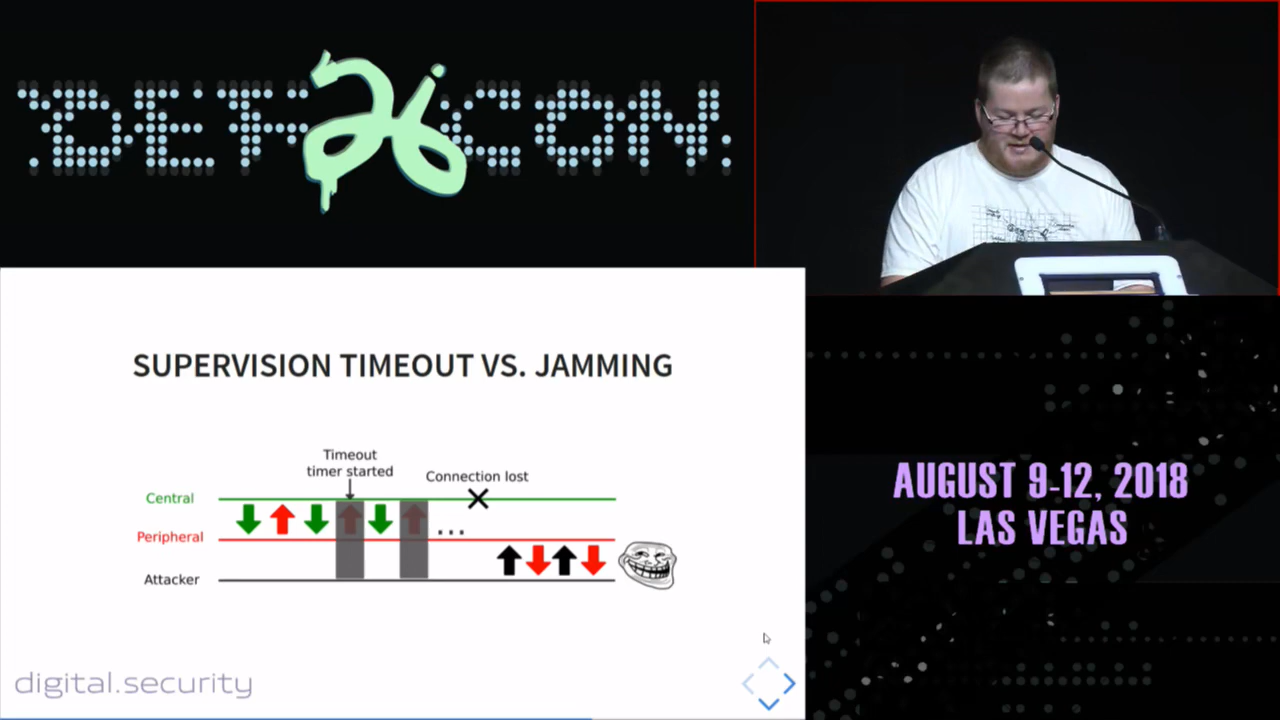 DEF 26 CON
SUPERVISION TIMEOUT VS. JAMMING
Timeout
timer started
Connection lost
Central
Peripheral
...
Attacker
digital.security
AUGUST 9-12, 2018
LAS VEGAS